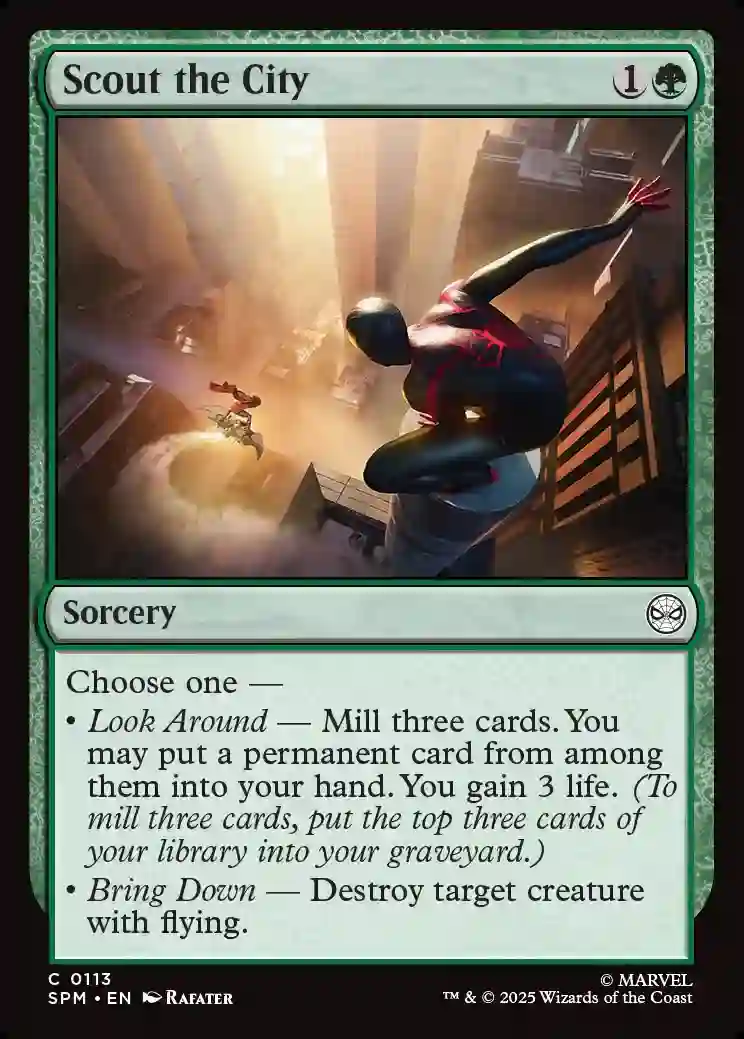 Scout the City 1
Sorcery
Choose one —
• Look Around — Mill three cards. You
may put a permanent card from among
them into your hand. You gain 3 life. (To
mill three cards, put the top three cards of
your library into your graveyard.)
• Bring Down — Destroy target creature
with flying.
C 0113
SPM • EN Rafater
© MARVEL
™ & © 2025 Wizards of the Coast